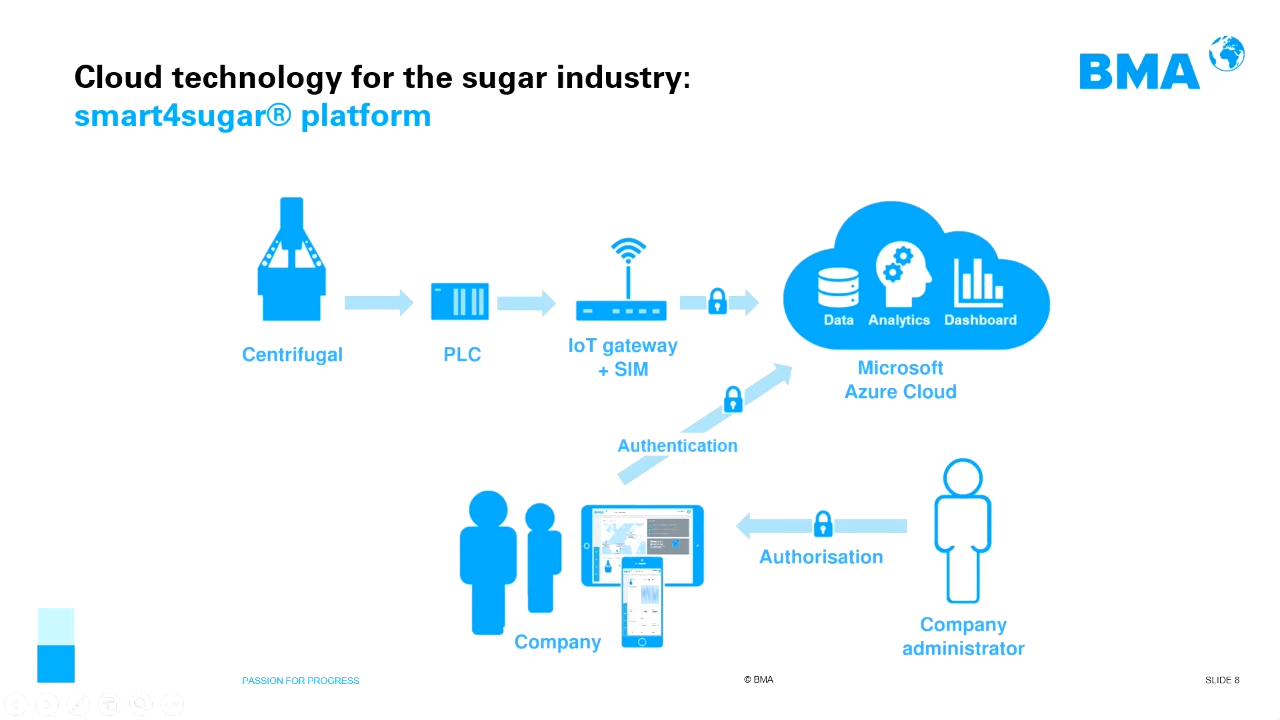 Cloud technology for the sugar industry:
smart4sugar® platform
BMA
Data
Analytics
Dashboard
Centrifugal
PLC
IoT gateway
+ SIM
Microsoft
Azure Cloud
Authentication
Authorisation
Company
Company
administrator
PASSION FOR PROGRESS
© BMA
SLIDE 8